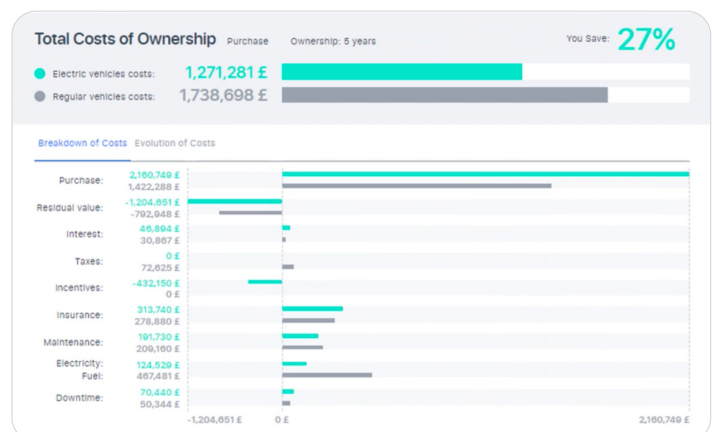 Total Costs of Ownership Purchase Ownership: 5 years You Save: 27%
Electric vehicles costs: 1,271,281 £
Regular vehicles costs: 1,738,698 £
Breakdown of Costs Evolution of Costs
Purchase: 2,160,749 £
1,422,288 £
Residual value: -1,204,651 £
-792,948 £
Interest: 46,894 £
30,867 £
Taxes: 0 £
72,625 £
Incentives: -432,150 £
0 £
Insurance: 313,740 £
278,880 £
Maintenance: 191,730 £
209,160 £
Electricity: 124,529 £
Fuel: 467,481 £
Downtime: 70,440 £
50,344 £
-1,204,651 £ 0 £ 2,160,749 £